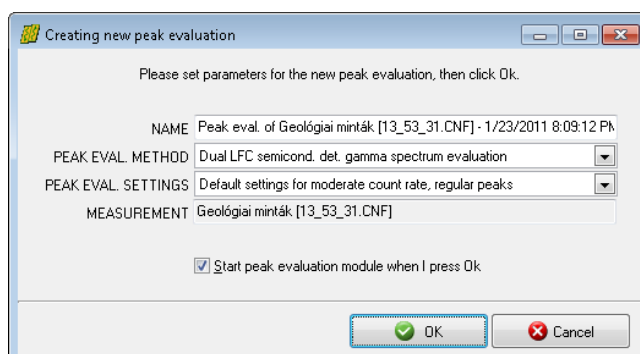 Creating new peak evaluation
Please set parameters for the new peak evaluation, then click Ok.
NAME Peak eval. of Geológiai minták [13_53_31.CNF] - 1/23/2011 8:09:12 PM
PEAK EVAL. METHOD Dual LFC semicond. det. gamma spectrum evaluation
PEAK EVAL. SETTINGS Default settings for moderate count rate, regular peaks
MEASUREMENT Geológiai minták [13_53_31.CNF]
Start peak evaluation module when I press Ok
OK Cancel